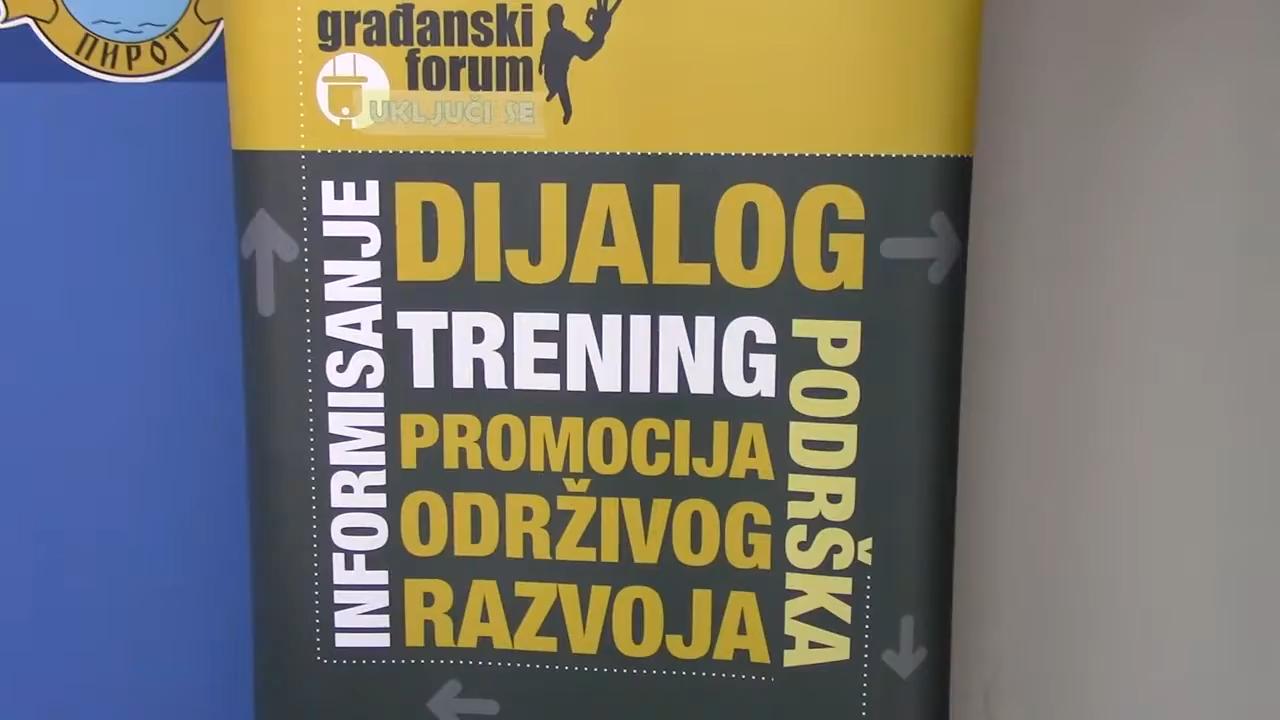 ПИРОТ
građanski
forum
UKLJUČI SE
INFORMISANJE
DIJALOG
TRENING
PROMOCIJA
ODRŽIVOG
RAZVOJA
PODRŠKA